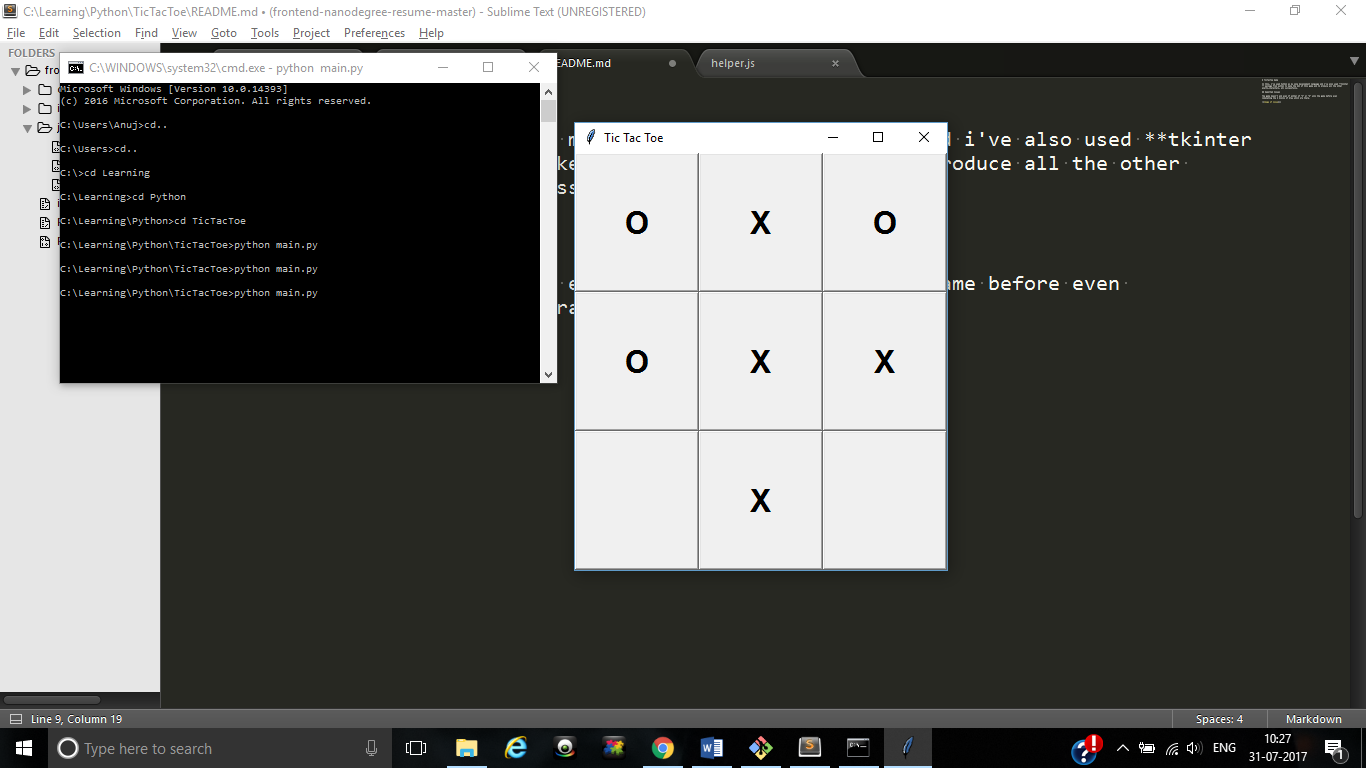 C:\Learning\Python\TicTacToe\README.md • (frontend-nanodegree-resume-master) - Sublime Text (UNREGISTERED)
File Edit Selection Find View Goto Tools Project Preferences Help
FOLDERS
C:\WINDOWS\system32\cmd.exe - python main.py
Microsoft Windows [Version 10.0.14393]
(c) 2016 Microsoft Corporation. All rights reserved.
C:\Users\Anuj>cd..
C:\Users>cd..
C:\>cd Learning
C:\Learning>cd Python
C:\Learning\Python>cd TicTacToe
C:\Learning\Python\TicTacToe>python main.py
C:\Learning\Python\TicTacToe>python main.py
C:\Learning\Python\TicTacToe>python main.py
EADME.md
helper.js
i've also used **tkinter
roduce all the other
before even
Tic Tac Toe
O X O
O X X
X
Line 9, Column 19
Spaces: 4
Markdown
Type here to search
ENG
10:27
31-07-2017
1